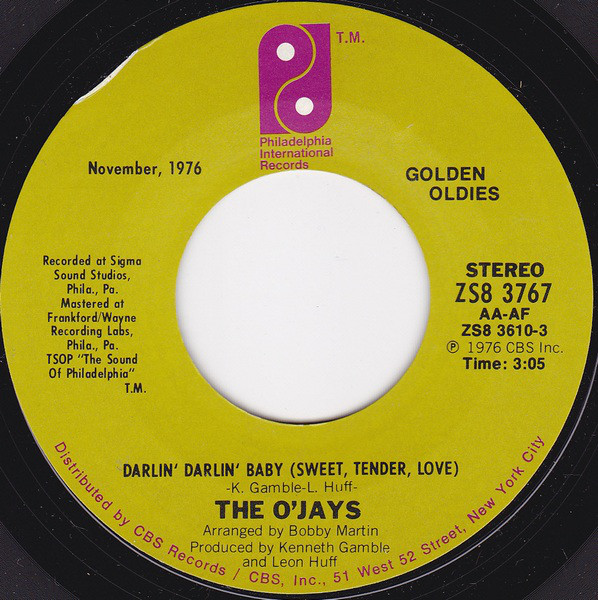 T.M.
Philadelphia
International
Records
November, 1976
GOLDEN
OLDIES
Recorded at Sigma
Sound Studios,
Phila., Pa.
Mastered at
Frankford/Wayne
Recording Labs,
Phila., Pa.
TSOP "The Sound
Of Philadelphia"
T.M.
STEREO
ZS8 3767
AA-AF
ZS8 3610-3
℗ 1976 CBS Inc.
Time: 3:05
DARLIN' DARLIN' BABY (SWEET, TENDER, LOVE)
-K. Gamble-L. Huff-
THE O'JAYS
Arranged by Bobby Martin
Produced by Kenneth Gamble
and Leon Huff
Distributed by CBS Records / CBS, Inc., 51 West 52 Street, New York City